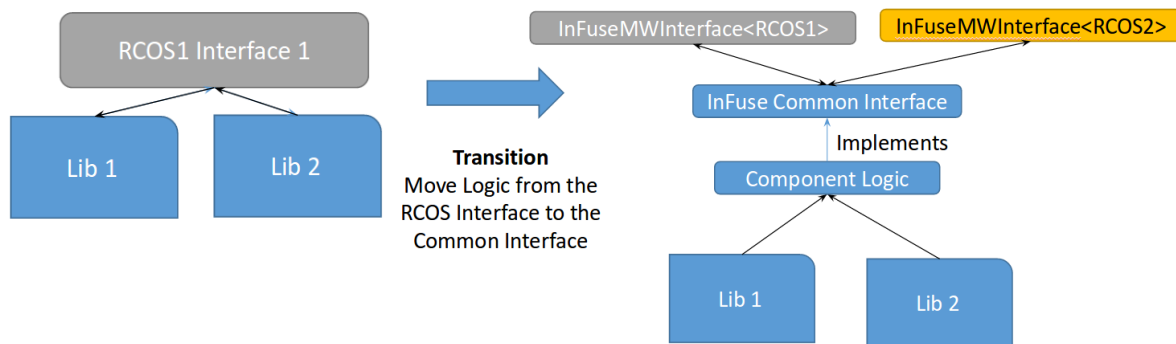 RCOS1 Interface 1
Lib 1
Lib 2
Transition
Move Logic from the
RCOS Interface to the
Common Interface
InFuseMWInterface<RCOS1>
InFuseMWInterface<RCOS2>
InFuse Common Interface
Implements
Component Logic
Lib 1
Lib 2